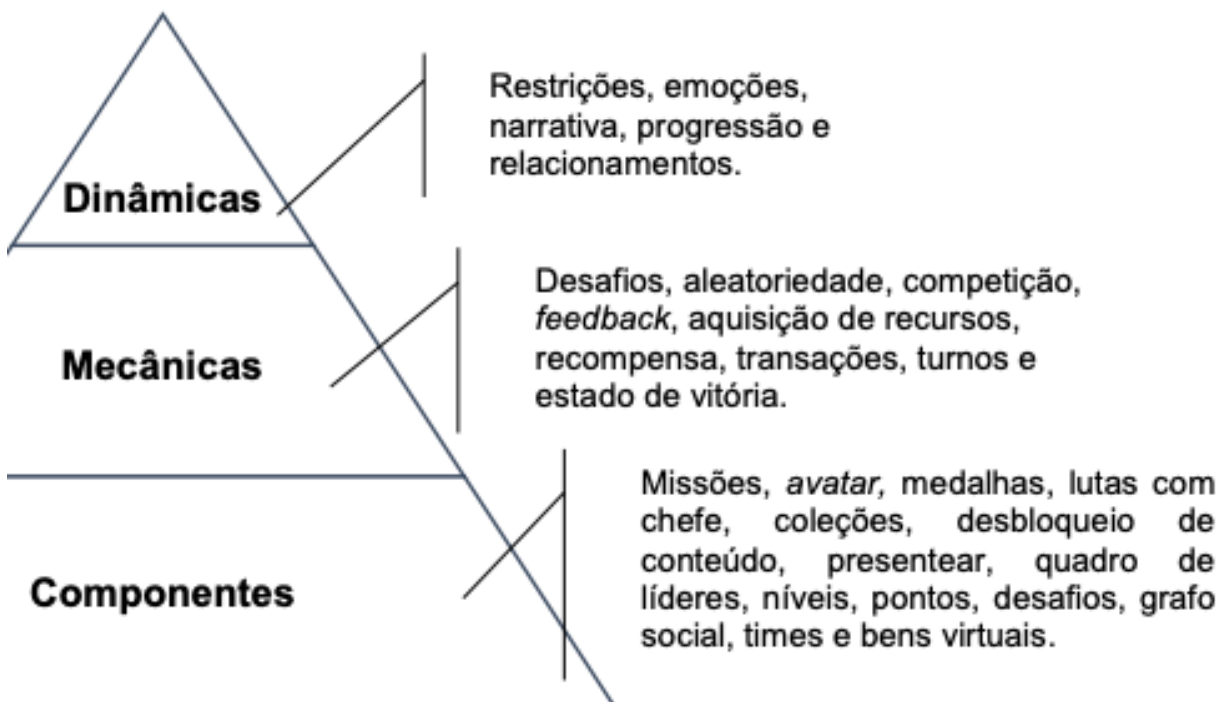 Dinâmicas
Restrições, emoções,
narrativa, progressão e
relacionamentos.
Mecânicas
Desafios, aleatoriedade, competição,
feedback, aquisição de recursos,
recompensa, transações, turnos e
estado de vitória.
Componentes
Missões, avatar, medalhas, lutas com
chefe, coleções, desbloqueio de
conteúdo, presentear, quadro de
líderes, níveis, pontos, desafios, grafo
social, times e bens virtuais.